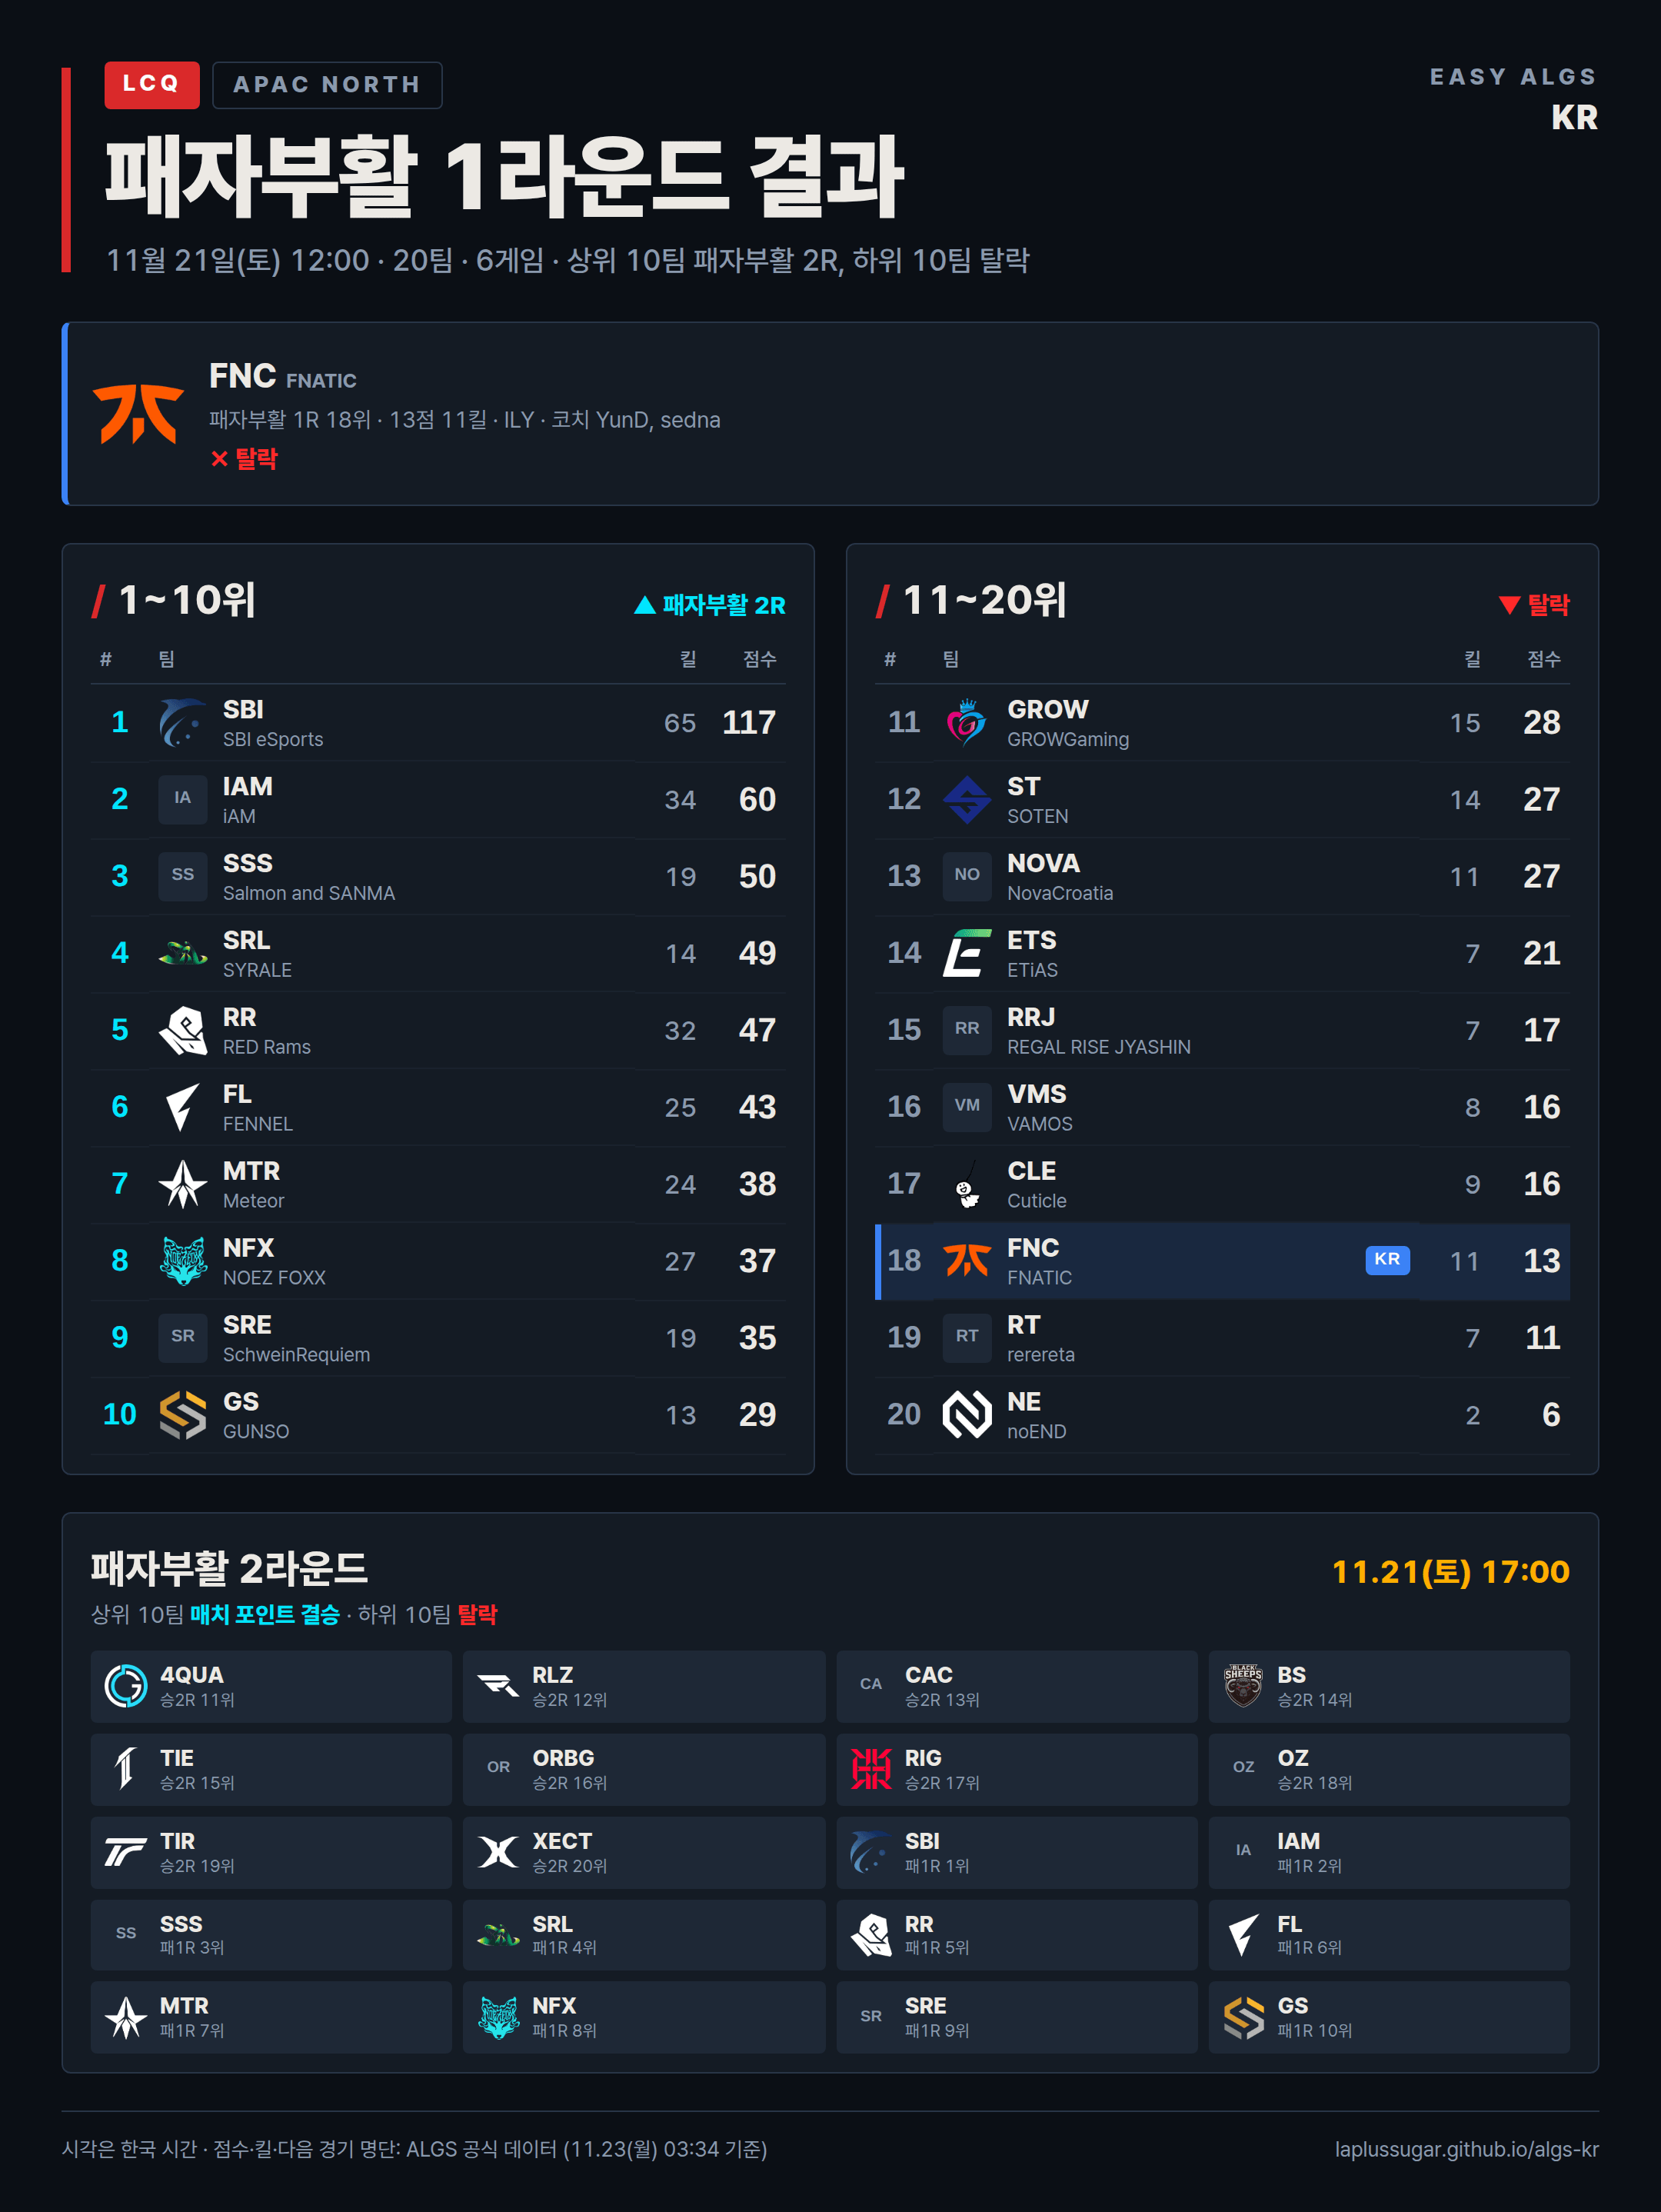 LCQ APAC NORTH
EASY ALGS
KR
패자부활 1라운드 결과
11월 21일(토) 12:00 · 20팀 · 6게임 · 상위 10팀 패자부활 2R, 하위 10팀 탈락
FNC FNATIC
패자부활 1R 18위 · 13점 11킬 · ILY · 코치 YunD, sedna
✕ 탈락
/ 1~10위 ▲ 패자부활 2R
# 팀 킬 점수
1 SBI 65 117
SBI eSports
2 IA IAM 34 60
iAM
3 SS SSS 19 50
Salmon and SANMA
4 SRL 14 49
SYRALE
5 RR 32 47
RED Rams
6 FL 25 43
FENNEL
7 MTR 24 38
Meteor
8 NFX 27 37
NOEZ FOXX
9 SR SRE 19 35
SchweinRequiem
10 GS 13 29
GUNSO
/ 11~20위 ▼ 탈락
# 팀 킬 점수
11 GROW 15 28
GROWGaming
12 ST 14 27
SOTEN
13 NO NOVA 11 27
NovaCroatia
14 ETS 7 21
ETiAS
15 RR RRJ 7 17
REGAL RISE JYASHIN
16 VM VMS 8 16
VAMOS
17 CLE 9 16
Cuticle
18 FNC KR 11 13
FNATIC
19 RT RT 7 11
rerereta
20 NE 2 6
noEND
패자부활 2라운드 11.21(토) 17:00
상위 10팀 매치 포인트 결승 · 하위 10팀 탈락
4QUA
승2R 11위
RLZ
승2R 12위
CA CAC
승2R 13위
BLACK SHEEPS BS
승2R 14위
TIE
승2R 15위
OR ORBG
승2R 16위
RIG
승2R 17위
OZ OZ
승2R 18위
TIR
승2R 19위
XECT
승2R 20위
SBI
패1R 1위
IA IAM
패1R 2위
SS SSS
패1R 3위
SRL
패1R 4위
RR
패1R 5위
FL
패1R 6위
MTR
패1R 7위
NFX
패1R 8위
SR SRE
패1R 9위
GS
패1R 10위
시각은 한국 시간 · 점수·킬·다음 경기 명단: ALGS 공식 데이터 (11.23(월) 03:34 기준)
laplussugar.github.io/algs-kr